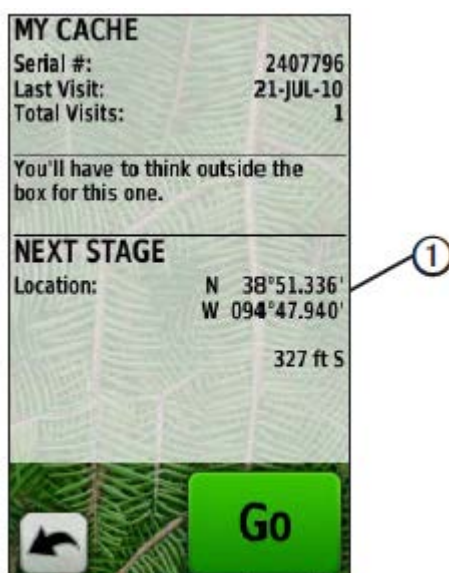 MY CACHE
Serial #: 2407796
Last Visit: 21-JUL-10
Total Visits: 1
You'll have to think outside the
box for this one.
NEXT STAGE
Location: N 38°51.336'
W 094°47.940'
327 ft S
1
Go